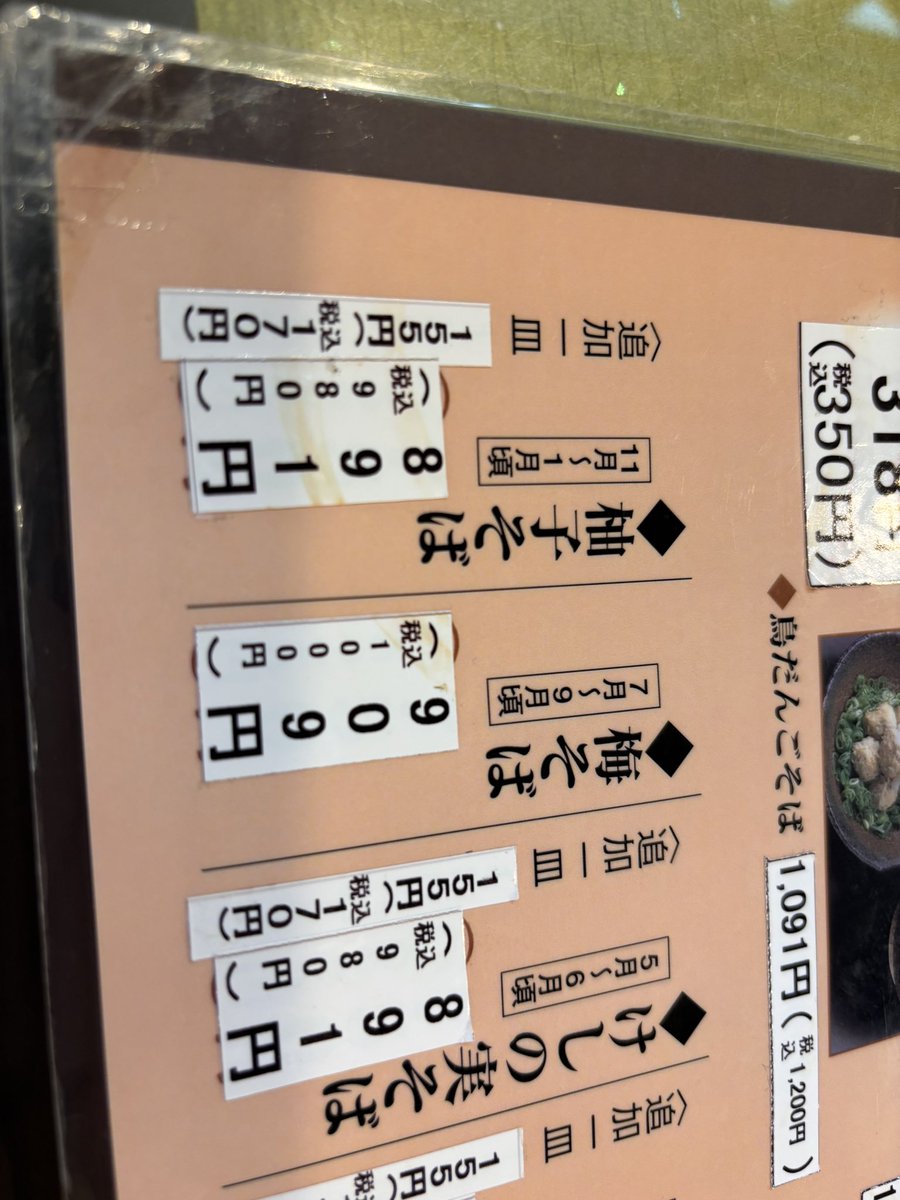 318
(税込350円)
◆鳥だんごそば 1,091円(税込1,200円)
〈追加一皿 155円(税込
◆けしの実そば
5月〜6月頃
891円
(税込980円)
〈追加一皿 155円(税込170円)
◆梅そば
7月〜9月頃
909円
(税込1000円)
◆柚子そば
11月〜1月頃
891円
(税込980円)
〈追加一皿 155円(税込170円)